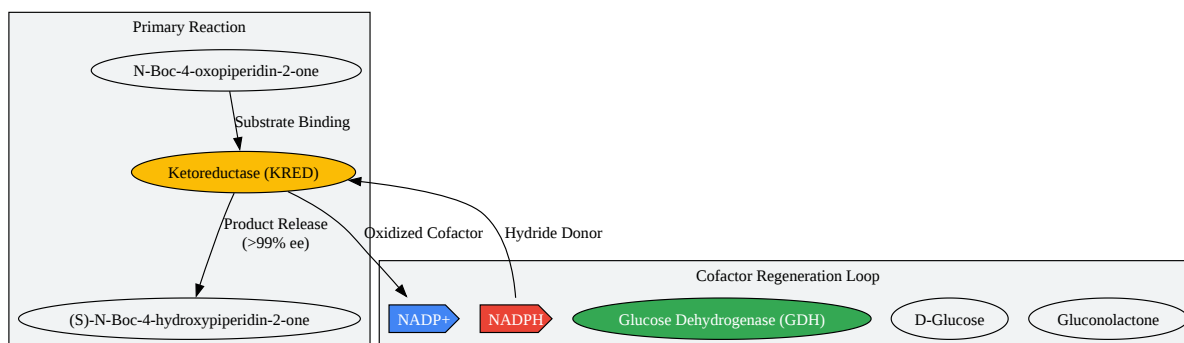 Primary Reaction
N-Boc-4-oxopiperidin-2-one
Substrate Binding
Ketoreductase (KRED)
Product Release
(>99% ee)
Oxidized Cofactor
Hydride Donor
Cofactor Regeneration Loop
(S)-N-Boc-4-hydroxypiperidin-2-one
NADP+
NADPH
Glucose Dehydrogenase (GDH)
D-Glucose
Gluconolactone